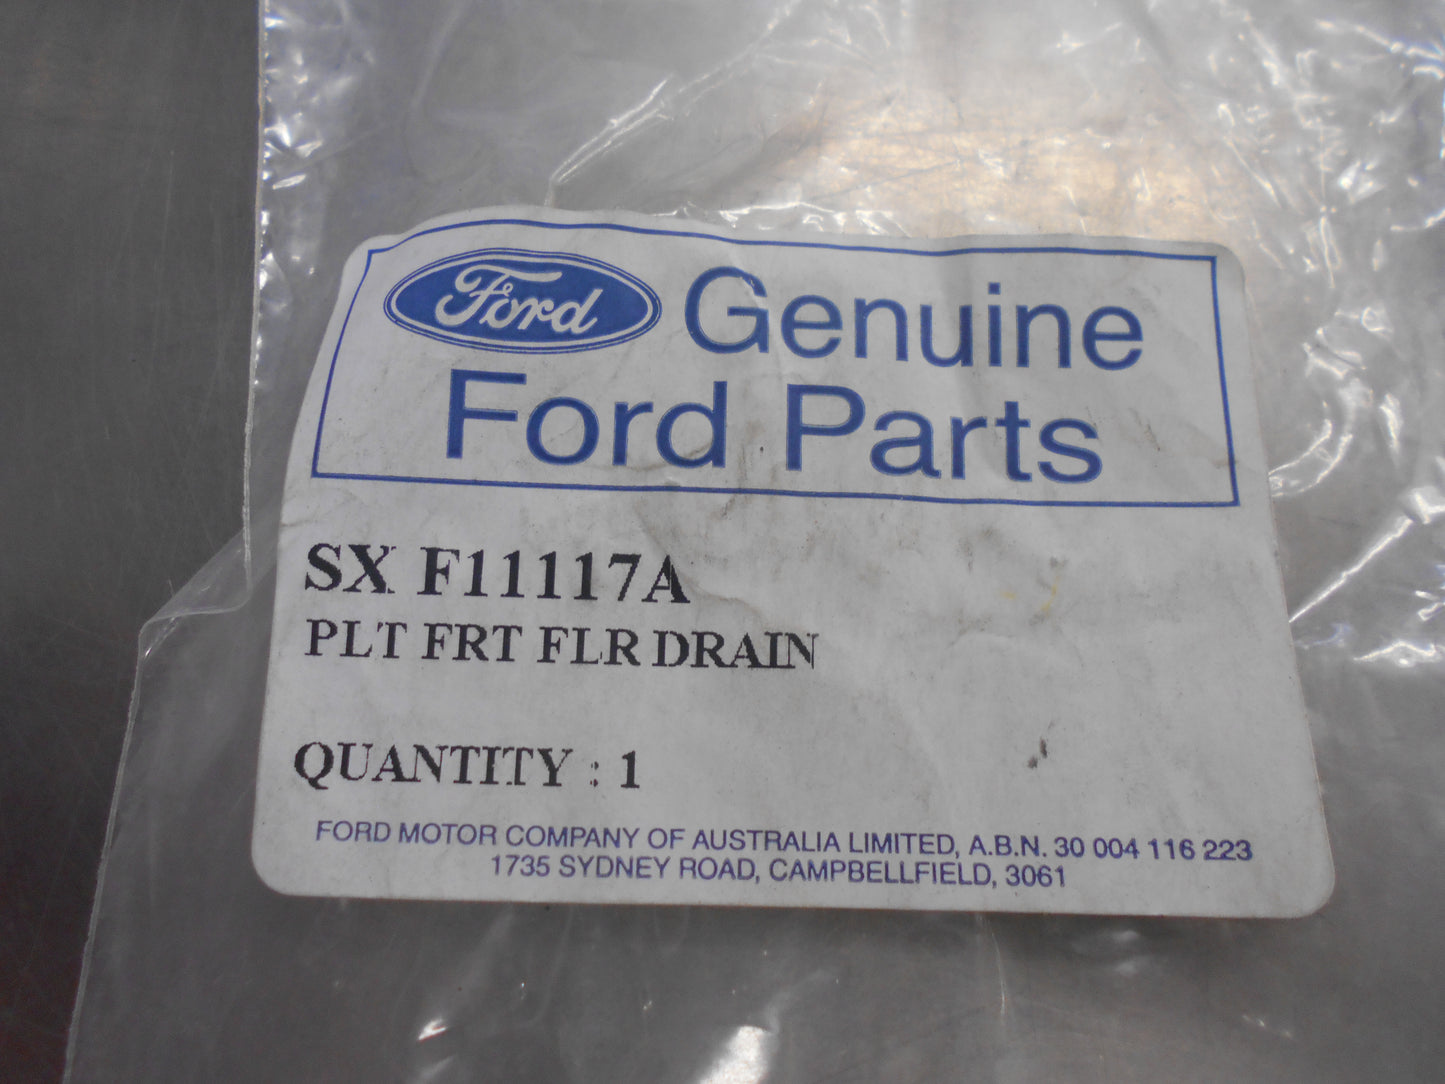 Ford Genuine
Ford Parts
SX F11117A
PLT FRT FLR DRAIN
QUANTITY : 1
FORD MOTOR COMPANY OF AUSTRALIA LIMITED, A.B.N. 30 004 116 223
1735 SYDNEY ROAD, CAMPBELLFIELD, 3061